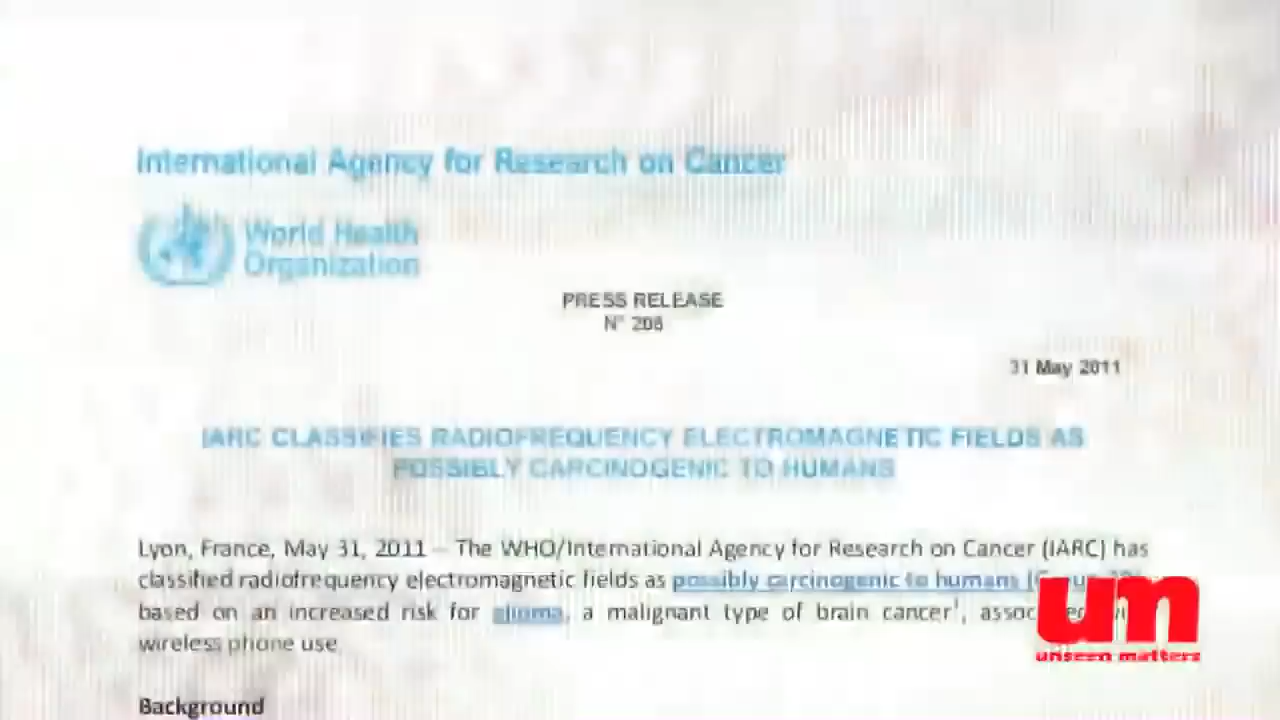 International Agency for Research on Cancer
World Health
Organization
PRESS RELEASE
N° 208
31 May 2011
IARC CLASSIFIES RADIOFREQUENCY ELECTROMAGNETIC FIELDS AS
POSSIBLY CARCINOGENIC TO HUMANS
Lyon, France, May 31, 2011 – The WHO/International Agency for Research on Cancer (IARC) has
classified radiofrequency electromagnetic fields as possibly carcinogenic to humans
based on an increased risk for glioma, a malignant type of brain cancer¹,
wireless phone use
Background
un
unseen matters